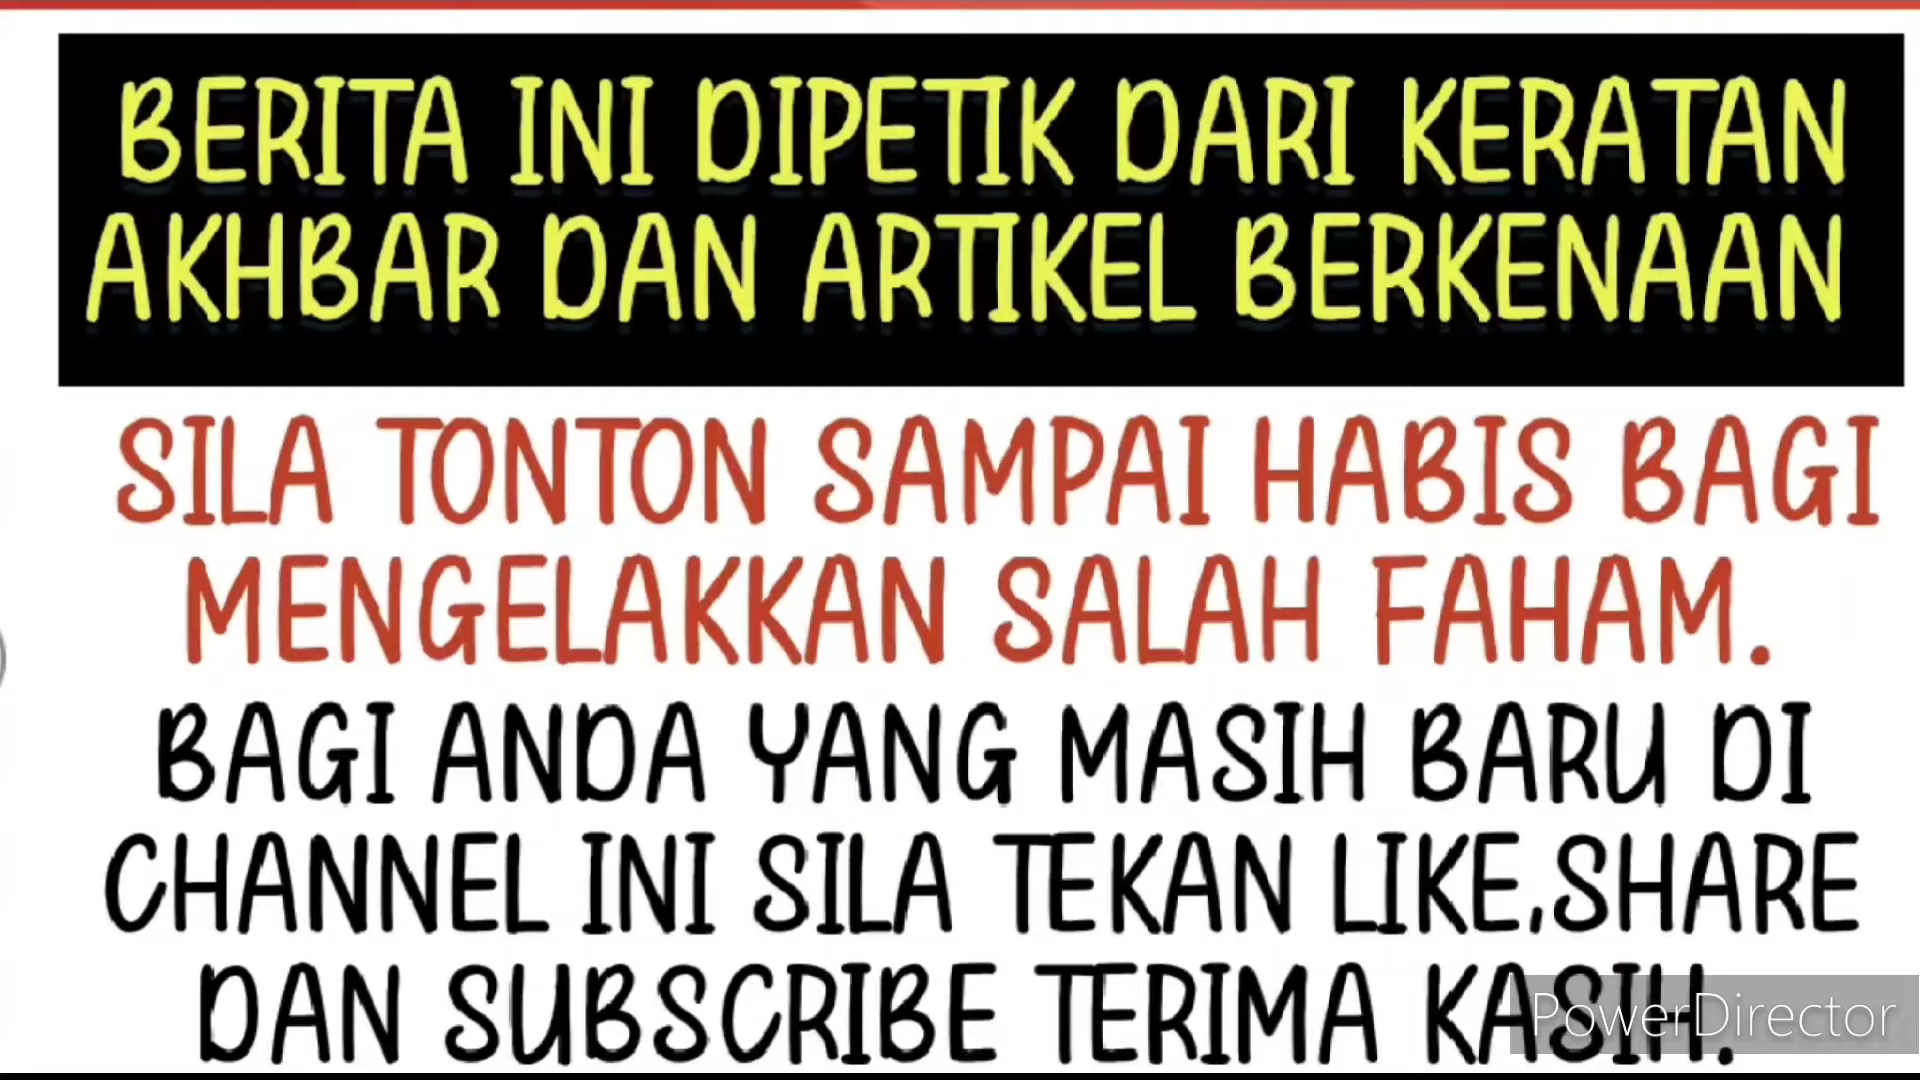 BERITA INI DIPETIK DARI KERATAN
AKHBAR DAN ARTIKEL BERKENAAN
SILA TONTON SAMPAI HABIS BAGI
MENGELAKKAN SALAH FAHAM.
BAGI ANDA YANG MASIH BARU DI
CHANNEL INI SILA TEKAN LIKE,SHARE
DAN SUBSCRIBE TERIMA KASIH.
PowerDirector